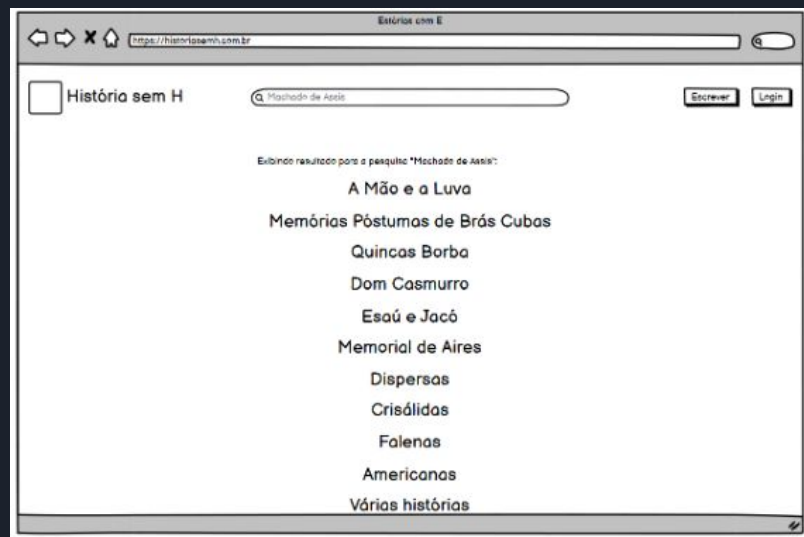 Estórias com E
https://historiasemh.com.br
História sem H
Machado de Assis
Escrever
Login
Exibindo resultado para a pesquisa "Machado de Assis":
A Mão e a Luva
Memórias Póstumas de Brás Cubas
Quincas Borba
Dom Casmurro
Esaú e Jacó
Memorial de Aires
Dispersas
Crisálidas
Falenas
Americanas
Várias histórias